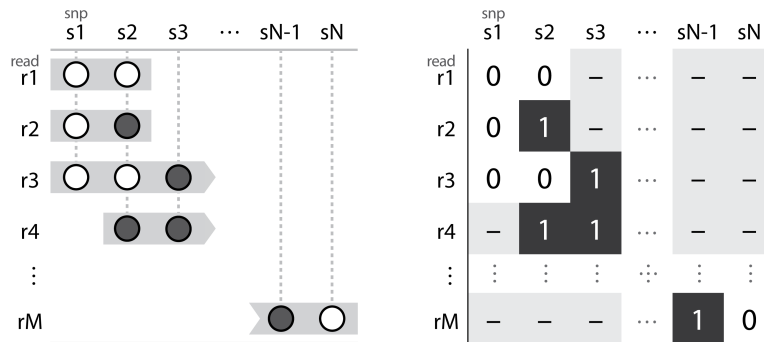 snp
s1 s2 s3 ... sN-1 sN
read
r1
r2
r3
r4
⋮
rM
snp
s1 s2 s3 ... sN-1 sN
read
r1 0 0 – ... – –
r2 0 1 – ... – –
r3 0 0 1 ... – –
r4 – 1 1 ... – –
⋮ ⋮ ⋮ ⋮ ⋮ ⋮
rM – – – ... 1 0